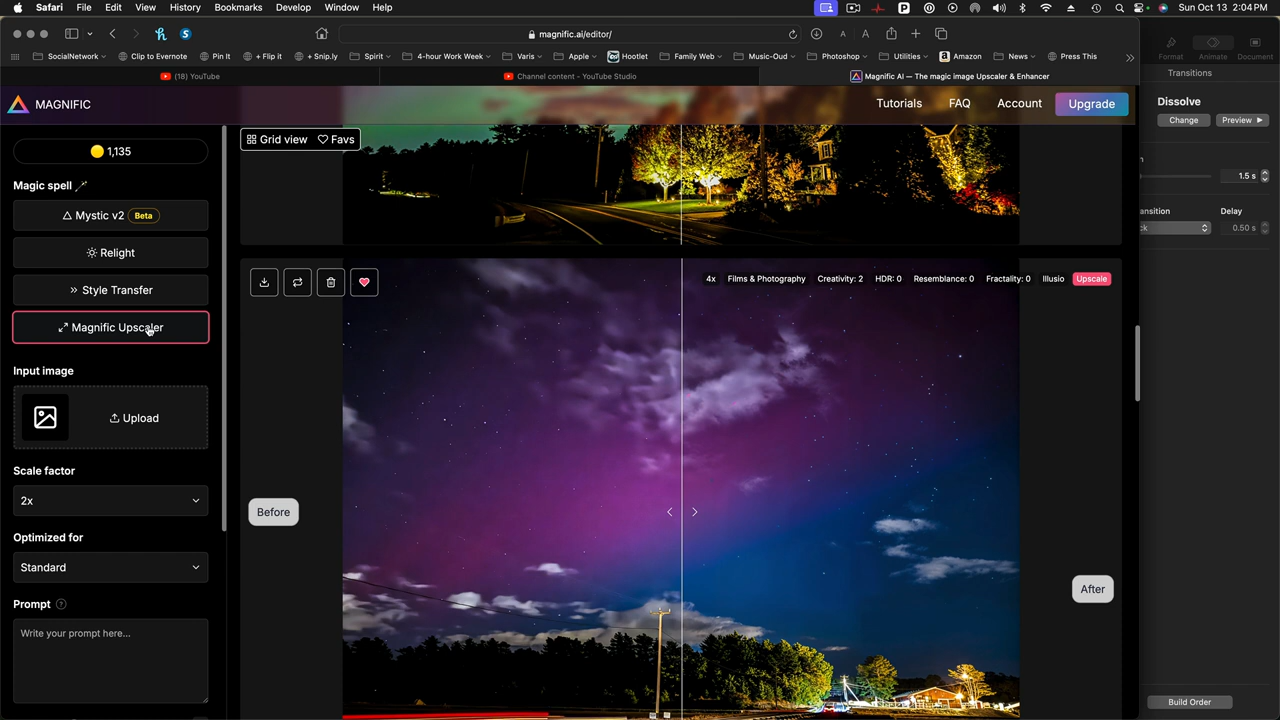 Safari File Edit View History Bookmarks Develop Window Help
Sun Oct 13 2:04 PM
magnific.ai/editor/
A A
SocialNetwork Clip to Evernote Pin It + Flip it + Snip.ly Spirit 4-hour Work Week Varis Apple Hootlet Family Web Music-Oud Photoshop Utilities Amazon News Press This
(18) YouTube
Channel content - YouTube Studio
Magnific AI — The magic image Upscaler & Enhancer
Format Animate Document
Transitions
MAGNIFIC
Tutorials FAQ Account Upgrade
Dissolve
Change Preview
1.5 s
ansition Delay
ck 0.50 s
Build Order
1,135
Magic spell
Mystic v2 Beta
Relight
Style Transfer
Magnific Upscaler
Input image
Upload
Scale factor
2x
Optimized for
Standard
Prompt ?
Write your prompt here...
Grid view Favs
4x Films & Photography Creativity: 2 HDR: 0 Resemblance: 0 Fractality: 0 Illusio Upscale
Before
After